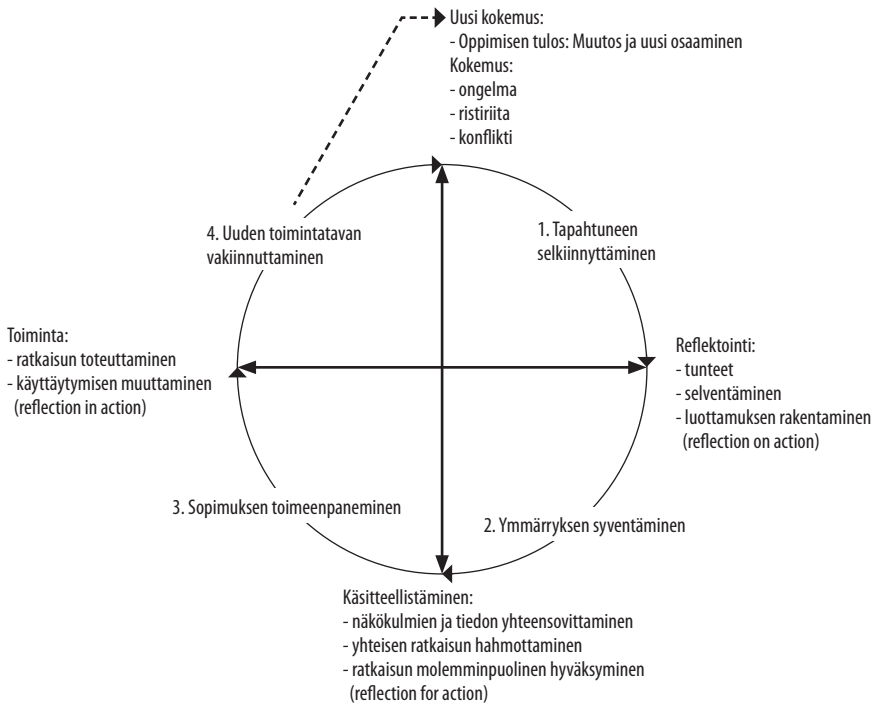 Uusi kokemus:
- Oppimisen tulos: Muutos ja uusi osaaminen
Kokemus:
- ongelma
- ristiriita
- konflikti
1. Tapahtuneen
selkiinnyttäminen
Reflektointi:
- tunteet
- selventäminen
- luottamuksen rakentaminen
(reflection on action)
2. Ymmärryksen syventäminen
Käsitteellistäminen:
- näkökulmien ja tiedon yhteensovittaminen
- yhteisen ratkaisun hahmottaminen
- ratkaisun molemminpuolinen hyväksyminen
(reflection for action)
3. Sopimuksen toimeenpaneminen
Toiminta:
- ratkaisun toteuttaminen
- käyttäytymisen muuttaminen
(reflection in action)
4. Uuden toimintatavan
vakiinnuttaminen